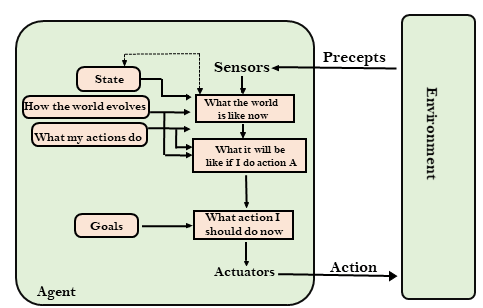 Precepts
Sensors
State
How the world evolves
What the world
is like now
What my actions do
What it will be
like if I do action A
Environment
Goals
What action I
should do now
Actuators
Action
Agent